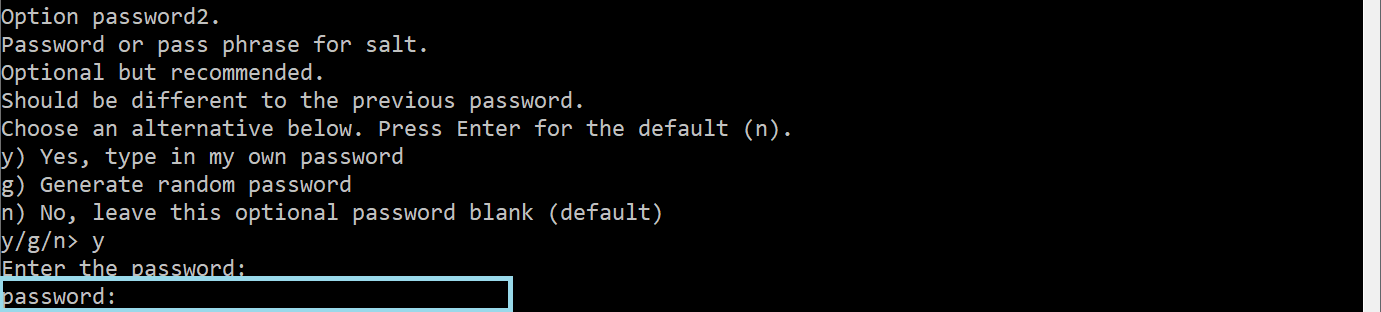 Option password2.
Password or pass phrase for salt.
Optional but recommended.
Should be different to the previous password.
Choose an alternative below. Press Enter for the default (n).
y) Yes, type in my own password
g) Generate random password
n) No, leave this optional password blank (default)
y/g/n> y
Enter the password:
password: